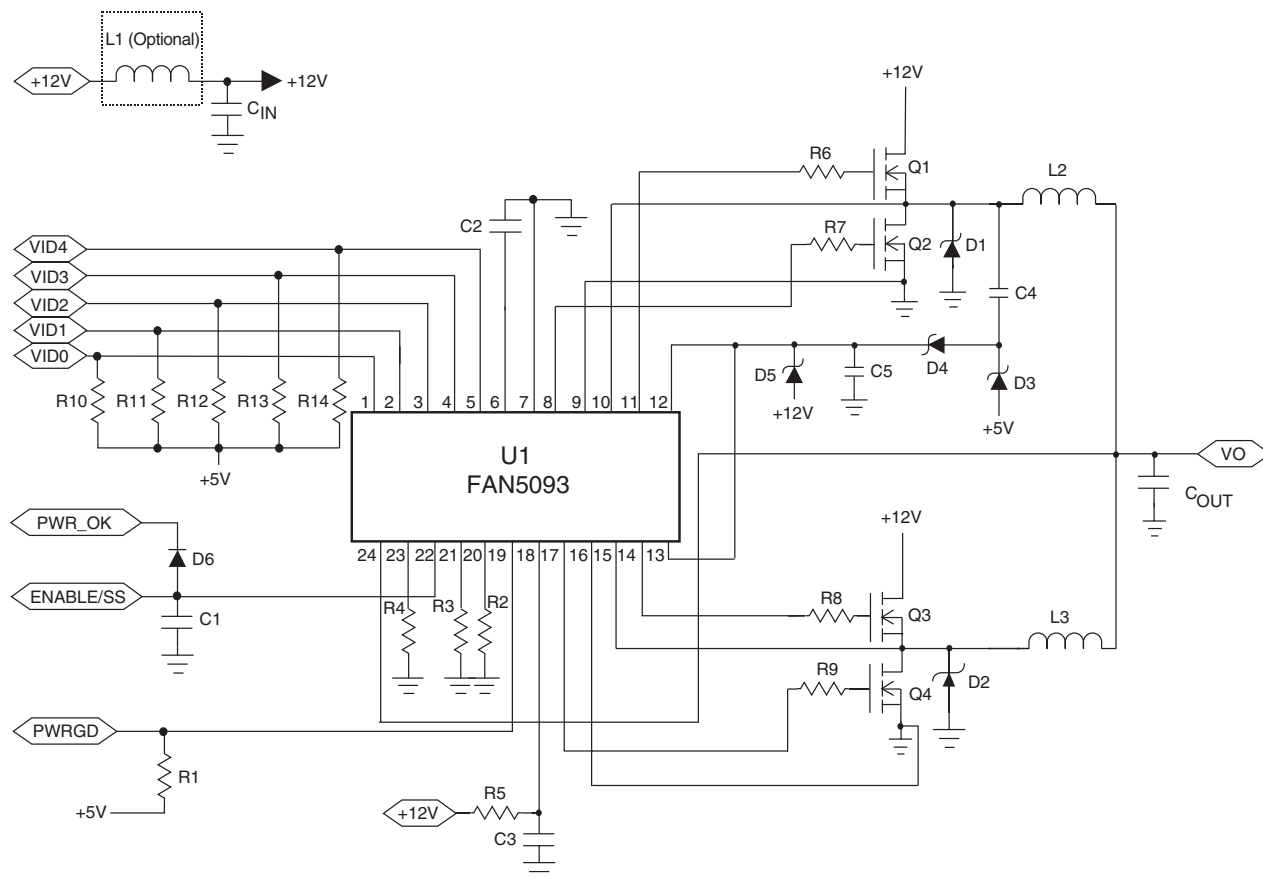 L1 (Optional)
+12V
+12V
CIN
+12V
R6
Q1
L2
C2
R7
Q2
D1
C4
VID4
VID3
VID2
VID1
VID0
D5
C5
D4
D3
+12V
+5V
R10
R11
R12
R13
R14
1
2
3
4
5
6
7
8
9
10
11
12
+5V
U1
FAN5093
VO
COUT
PWR_OK
D6
+12V
24
23
22
21
20
19
18
17
16
15
14
13
ENABLE/SS
C1
R4
R3
R2
R8
Q3
L3
R9
Q4
D2
PWRGD
R1
+5V
+12V
R5
C3